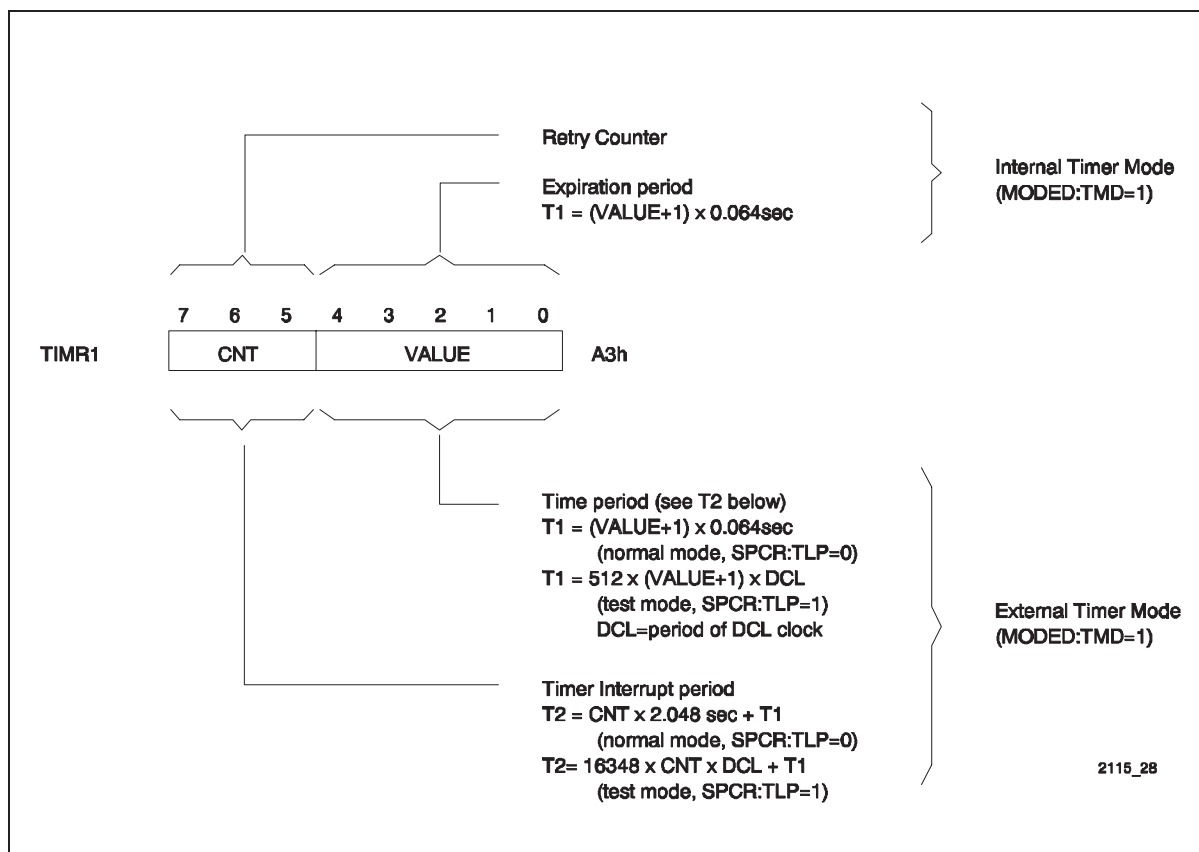 Retry Counter
Expiration period
T1 = (VALUE+1) x 0.064sec
Internal Timer Mode
(MODED:TMD=1)
7 6 5 4 3 2 1 0
TIMR1 CNT VALUE A3h
Time period (see T2 below)
T1 = (VALUE+1) x 0.064sec
(normal mode, SPCR:TLP=0)
T1 = 512 x (VALUE+1) x DCL
(test mode, SPCR:TLP=1)
DCL=period of DCL clock
External Timer Mode
(MODED:TMD=1)
Timer Interrupt period
T2 = CNT x 2.048 sec + T1
(normal mode, SPCR:TLP=0)
T2= 16348 x CNT x DCL + T1
(test mode, SPCR:TLP=1)
2115_28